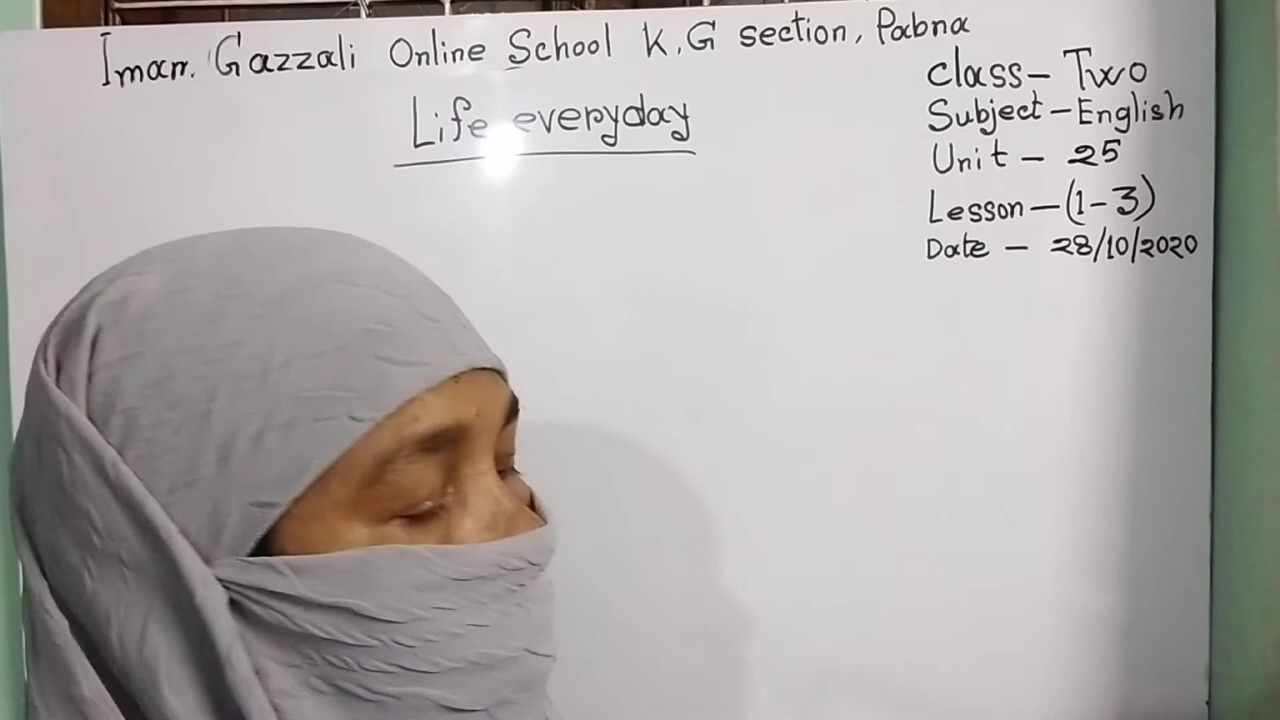 Imam Gazzali Online School K.G section, Pabna
Life everyday
Class - Two
Subject - English
Unit - 25
Lesson - (1-3)
Date - 28/10/2020